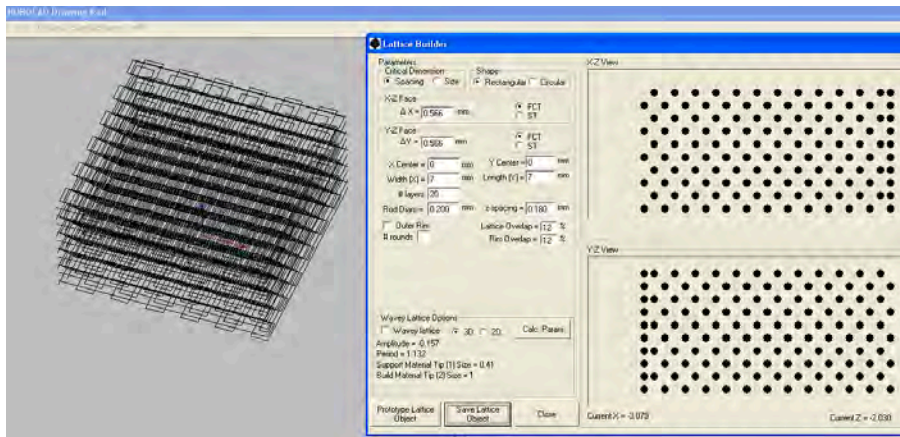 ROBOCAD Drawing Pad
Lattice Builder
Parameters
Critical Dimension
Spacing Size
Shape
Rectangular Circular
X-Z Face
Δ X = 0.566 mm
FCT
ST
Y-Z Face
ΔY = 0.566 mm
FCT
ST
X Center = 0 mm Y Center = 0 mm
Width (X) = 7 mm Length (Y) = 7 mm
# layers 20
Rod Diam = 0.200 mm z-spacing = 0.180 mm
Outer Rim Lattice Overlap = 12 %
# rounds Rim Overlap = 12 %
Wavey Lattice Options
Wavey lattice 3D 2D Calc. Param.
Amplitude = 0.157
Period = 1.132
Support Material Tip (1) Size = 0.41
Build Material Tip (2) Size = 1
Prototype Lattice Object
Save Lattice Object
Close
X-Z View
Y-Z View
Current X = -3.079 Current Z = -2.030